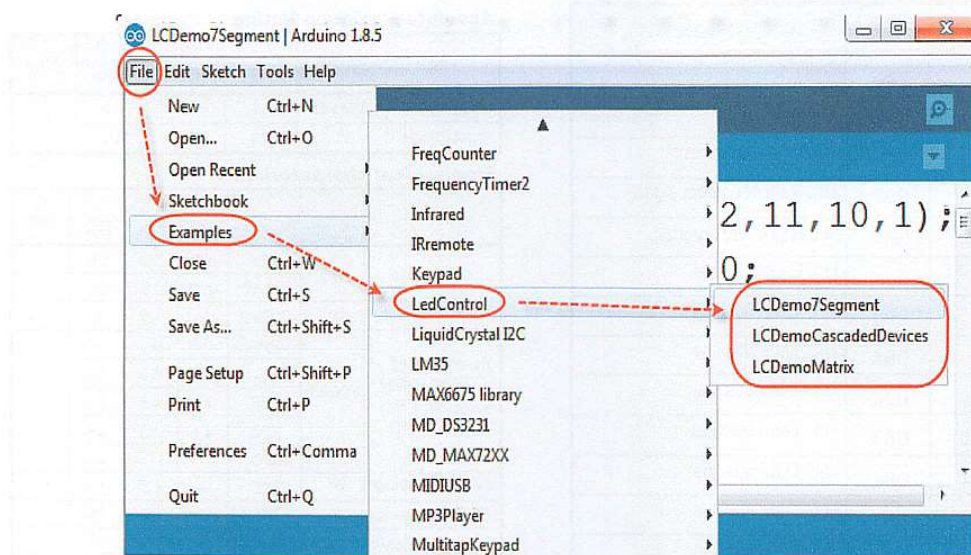 LCDemo7Segment | Arduino 1.8.5
File Edit Sketch Tools Help
New Ctrl+N
Open... Ctrl+O
Open Recent
Sketchbook
Examples
Close Ctrl+W
Save Ctrl+S
Save As... Ctrl+Shift+S
Page Setup Ctrl+Shift+P
Print Ctrl+P
Preferences Ctrl+Comma
Quit Ctrl+Q
FreqCounter
FrequencyTimer2
Infrared
IRremote
Keypad
LedControl
LiquidCrystal I2C
LM35
MAX6675 library
MD_DS3231
MD_MAX72XX
MIDIUSB
MP3Player
MultitapKeypad
2,11,10,1);
0;
LCDemo7Segment
LCDemoCascadedDevices
LCDemoMatrix